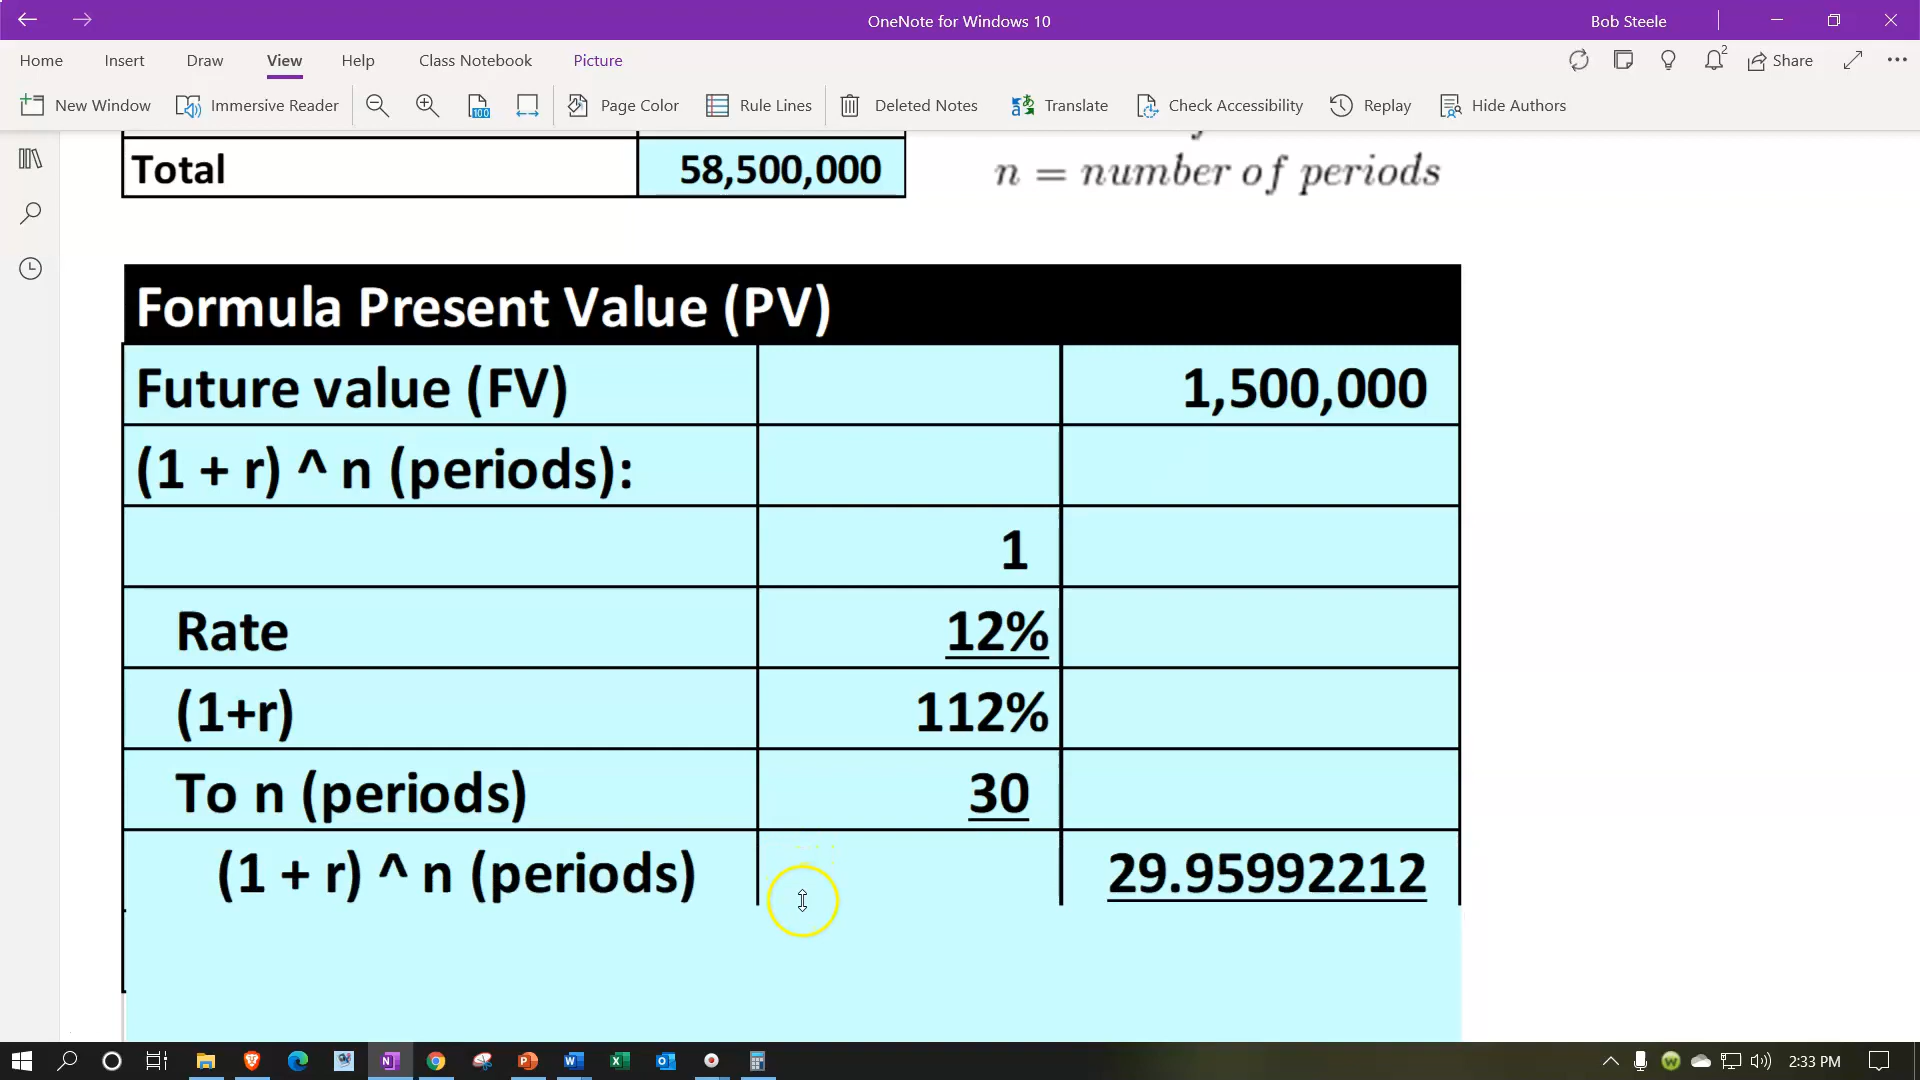 OneNote for Windows 10
Bob Steele
Home Insert Draw View Help Class Notebook Picture
2
Share
New Window Immersive Reader 100 Page Color Rule Lines Deleted Notes Translate Check Accessibility Replay Hide Authors
Total 58,500,000
n = number of periods
Formula Present Value (PV)
Future value (FV) 1,500,000
(1 + r) ^ n (periods):
1
Rate 12%
(1+r) 112%
To n (periods) 30
(1 + r) ^ n (periods) 29.95992212
2:33 PM